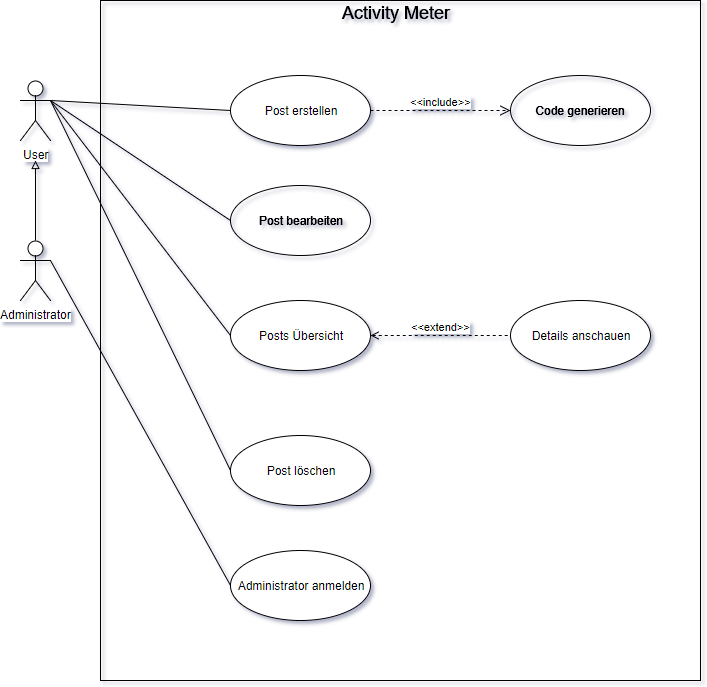 Activity Meter
Post erstellen
<<include>>
Code generieren
User
Post bearbeiten
Administrator
Posts Übersicht
<<extend>>
Details anschauen
Post löschen
Administrator anmelden